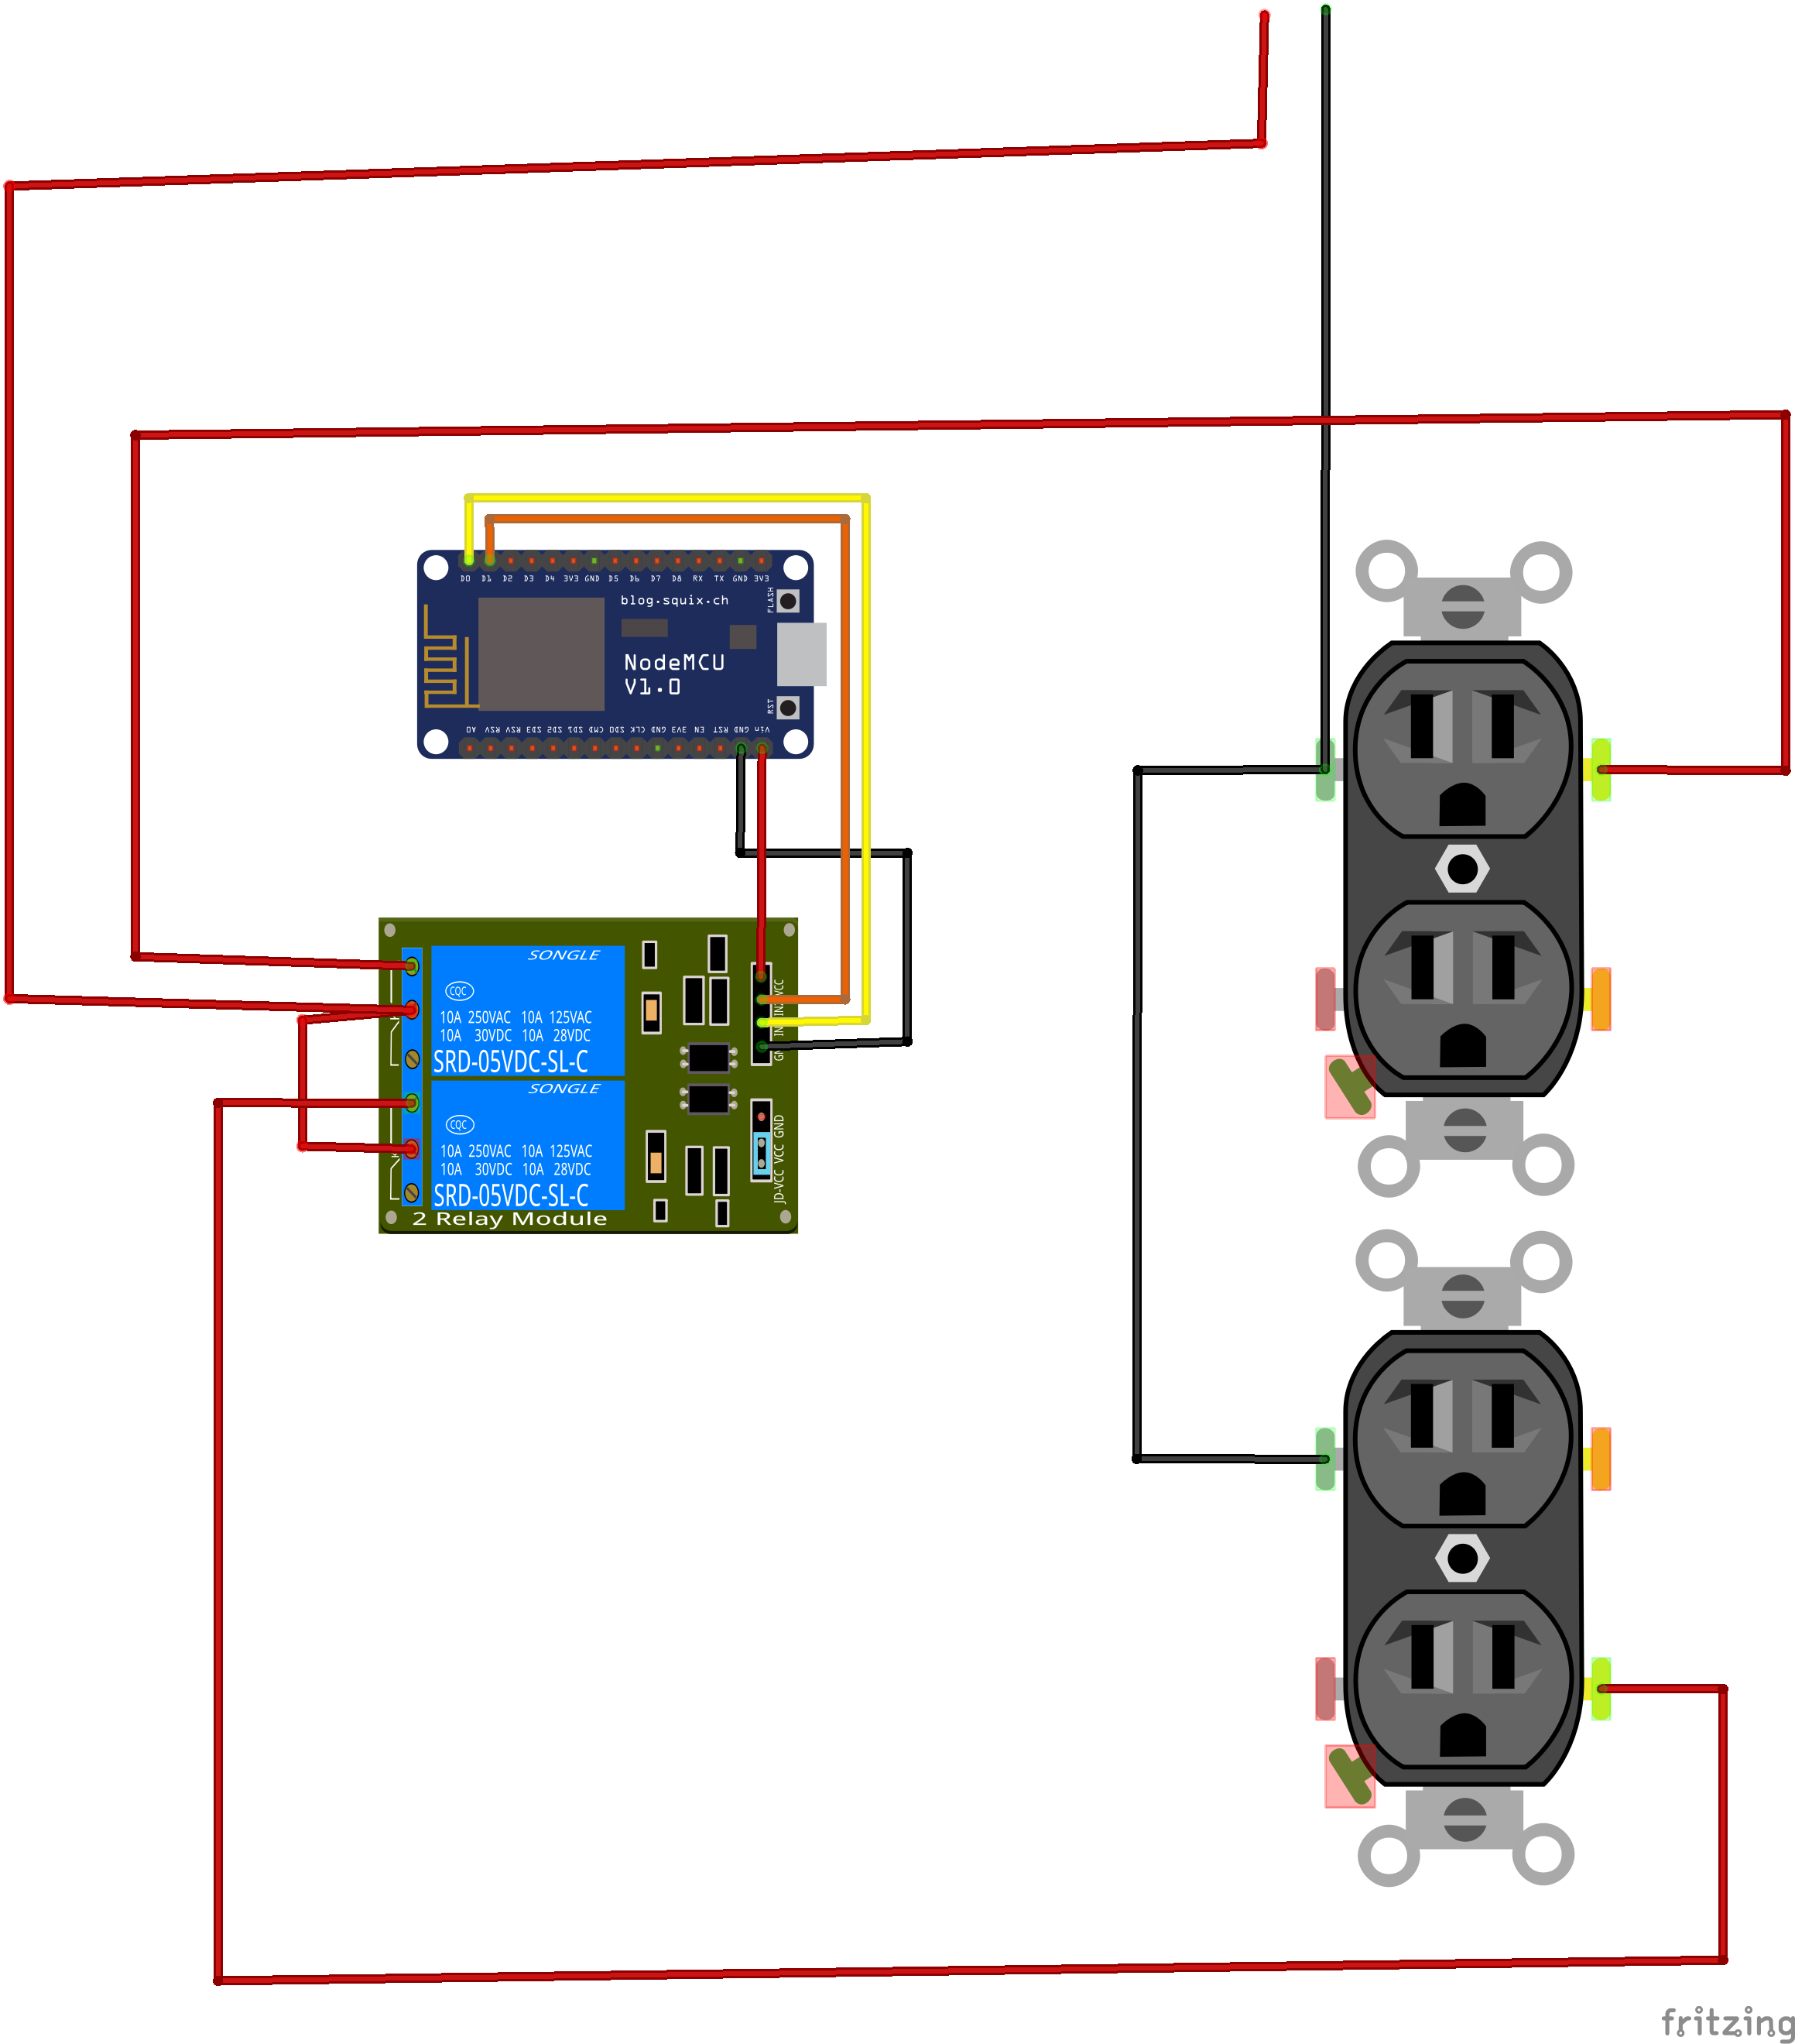 D0 D1 D2 D3 D4 3V3 GND D5 D6 D7 D8 RX TX GND 3V3
blog.squix.ch
FLASH
NodeMCU
V1.0
RST
A0 RSV RSV SD3 SD2 SD1 CMD SD0 CLK GND 3V3 EN RST GND Vin
SONGLE
CQC
10A 250VAC 10A 125VAC
10A 30VDC 10A 28VDC
SRD-05VDC-SL-C
SONGLE
CQC
10A 250VAC 10A 125VAC
10A 30VDC 10A 28VDC
SRD-05VDC-SL-C
2 Relay Module
VCC
JD-VCC VCC GND
fritzing